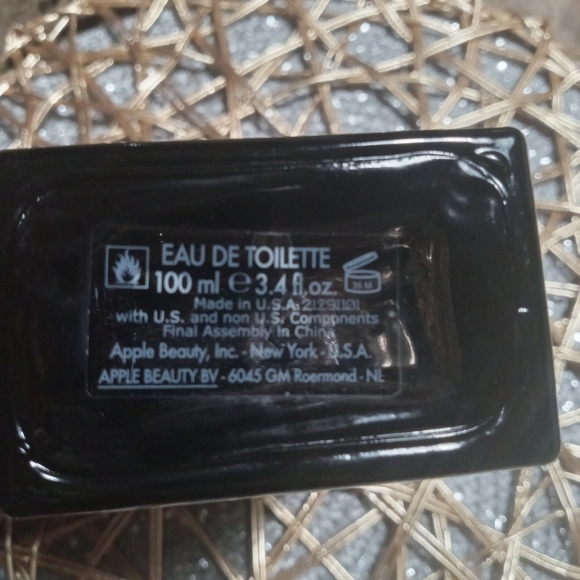 EAU DE TOILETTE
100 ml ℮ 3.4 fl.oz.
36 M
Made in U.S.A.
with U.S. and non U.S. Components
Final Assembly in China
Apple Beauty, Inc. - New York - U.S.A.
APPLE BEAUTY BV - 6045 GM Roermond - NL